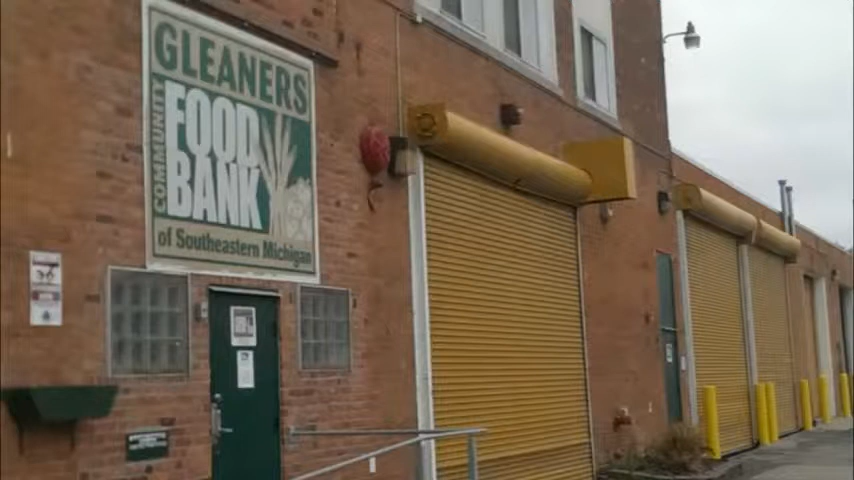 GLEANERS
COMMUNITY
FOOD
BANK
of Southeastern Michigan